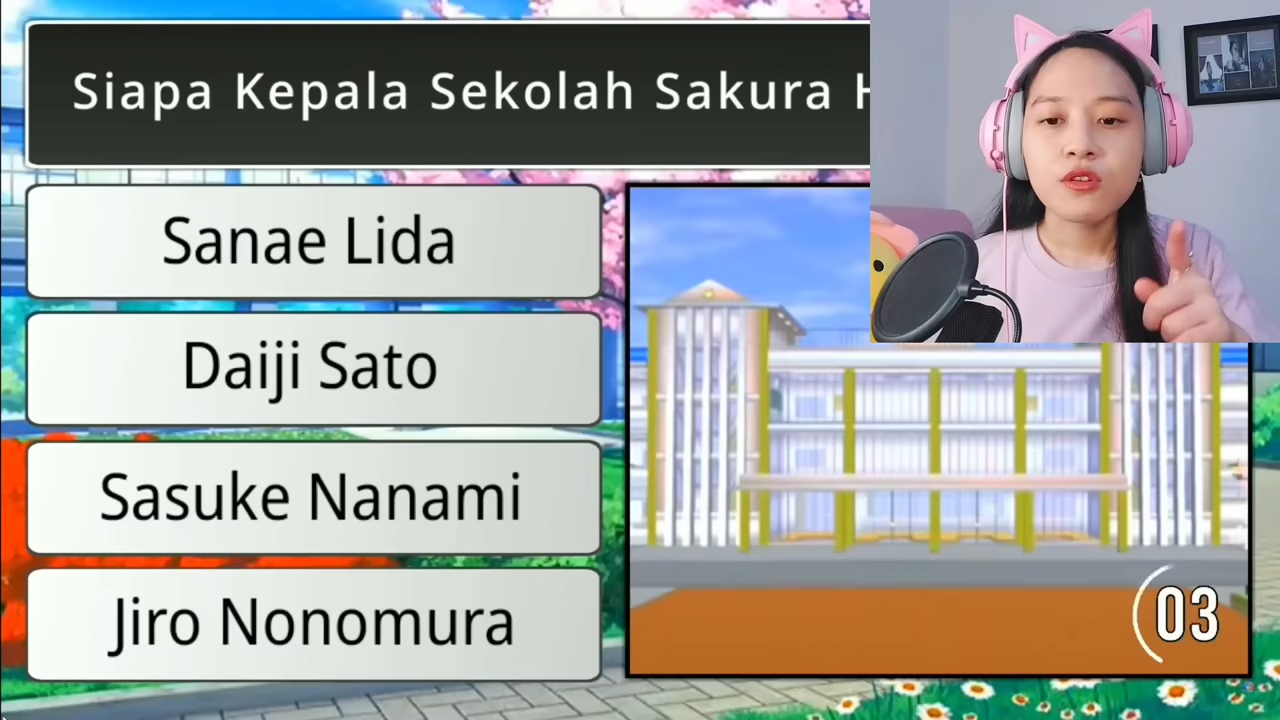 Siapa Kepala Sekolah Sakura
Sanae Lida
Daiji Sato
Sasuke Nanami
Jiro Nonomura
03